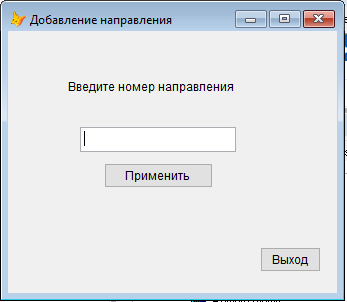 Добавление направления
Введите номер направления
Применить
Выход